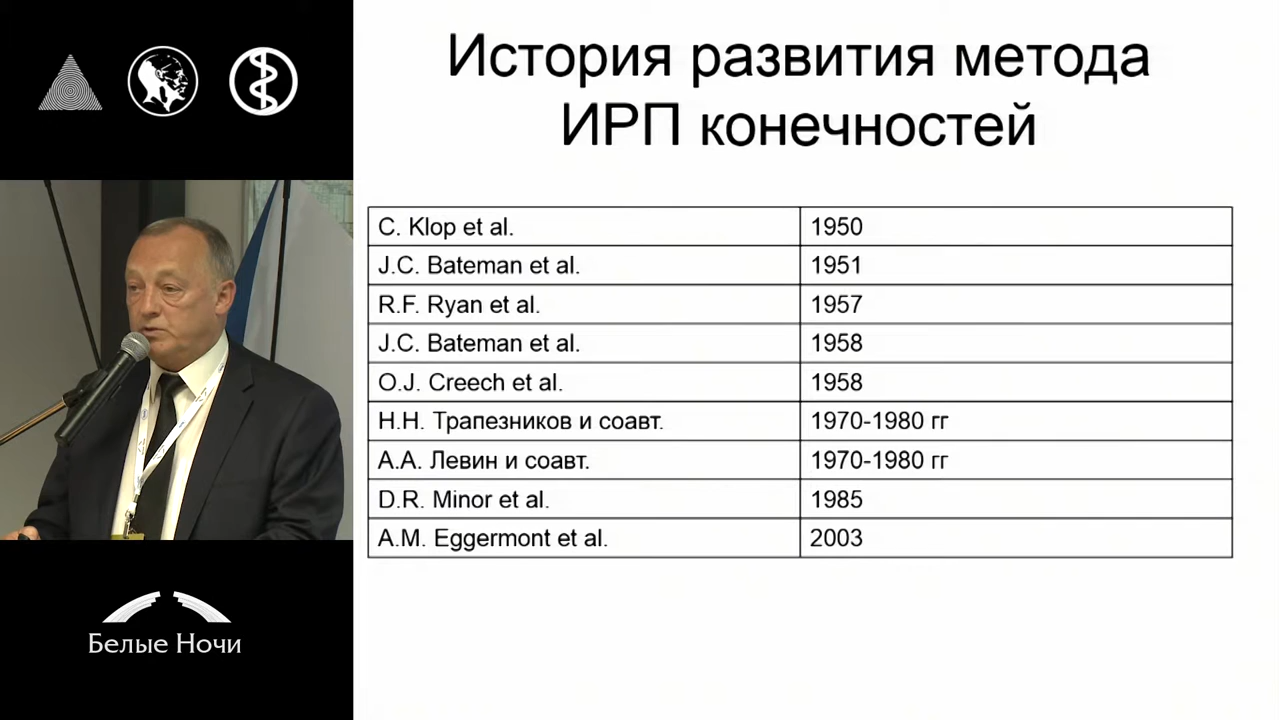 История развития метода
ИРП конечностей
C. Klop et al. 1950
J.C. Bateman et al. 1951
R.F. Ryan et al. 1957
J.C. Bateman et al. 1958
O.J. Creech et al. 1958
Н.Н. Трапезников и соавт. 1970-1980 гг
А.А. Левин и соавт. 1970-1980 гг
D.R. Minor et al. 1985
A.M. Eggermont et al. 2003
Белые Ночи